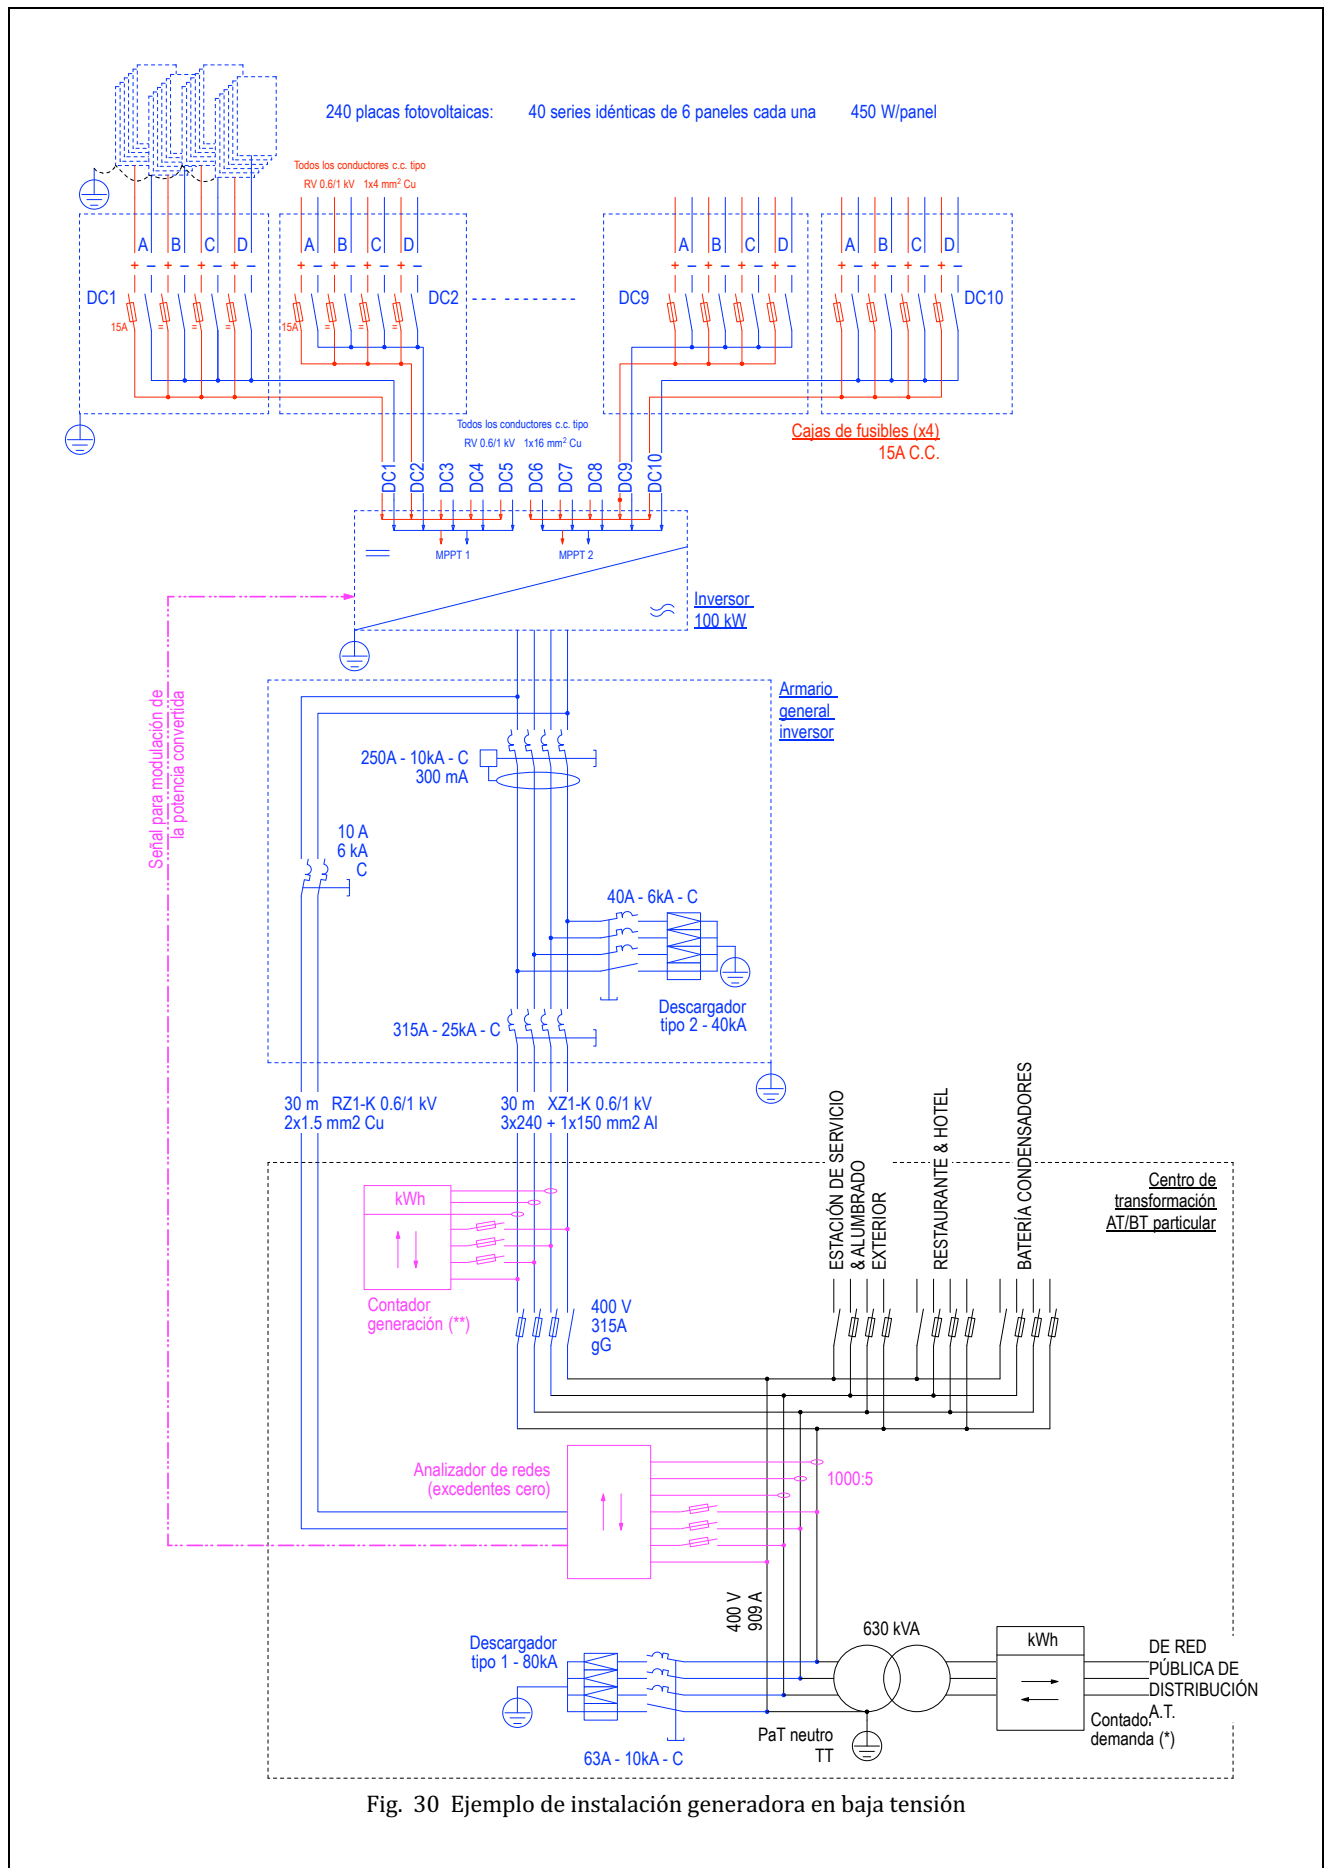 240 placas fotovoltaicas: 40 series idénticas de 6 paneles cada una 450 W/panel
Todos los conductores c.c. tipo
RV 0.6/1 kV 1x4 mm² Cu
A B C D
A B C D
A B C D
A B C D
+ − + − + − + −
+ − + − + − + −
+ − + − + − + −
+ − + − + − + −
DC1
DC2
DC9
DC10
15A = = =
15A = = =
Todos los conductores c.c. tipo
RV 0.6/1 kV 1x16 mm² Cu
Cajas de fusibles (x4)
15A C.C.
DC1
DC2
DC3
DC4
DC5
DC6
DC7
DC8
DC9
DC10
MPPT 1
MPPT 2
Inversor
100 kW
Señal para modulación de
la potencia convertida
Armario
general
inversor
250A - 10kA - C
300 mA
10 A
6 kA
C
40A - 6kA - C
Descargador
tipo 2 - 40kA
315A - 25kA - C
30 m RZ1-K 0.6/1 kV
2x1.5 mm2 Cu
30 m XZ1-K 0.6/1 kV
3x240 + 1x150 mm2 Al
ESTACIÓN DE SERVICIO
& ALUMBRADO
EXTERIOR
RESTAURANTE & HOTEL
BATERÍA CONDENSADORES
Centro de
transformación
AT/BT particular
kWh
Contador
generación (**)
400 V
315A
gG
Analizador de redes
(excedentes cero)
1000:5
400 V
909 A
630 kVA
kWh
DE RED
PÚBLICA DE
DISTRIBUCIÓN
A.T.
Descargador
tipo 1 - 80kA
63A - 10kA - C
PaT neutro
TT
Contador
demanda (*)
Fig. 30 Ejemplo de instalación generadora en baja tensión